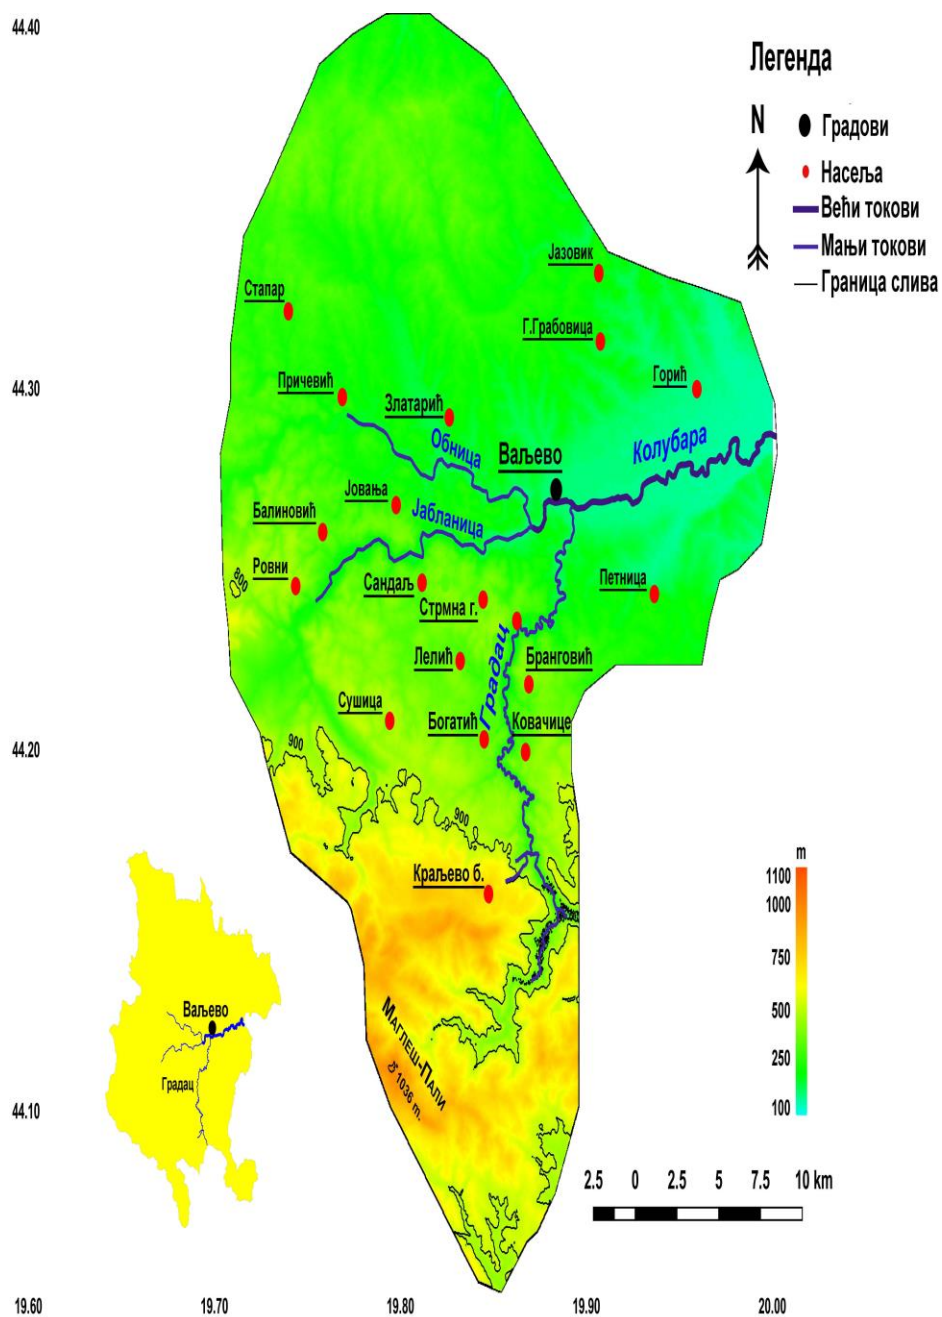 44.40
Легенда
N
Градови
Насеља
Већи токови
Мањи токови
Граница слива
Јазовик
Стапар
Г.Грабовица
44.30
Причевић
Златарић
Горић
Обница
Ваљево
Колубара
Јовања
Јабланица
Балиновић
Ровни
800
Сандаљ
Стрмна г.
Петница
Градац
Лелић
Бранговић
Сушица
Богатић
Ковачице
44.20
900
900
Краљево б.
m
1100
1000
750
500
250
100
Маглеш-Пали
1036 m.
Ваљево
Градац
44.10
2.5 0 2.5 5 7.5 10 km
19.60 19.70 19.80 19.90 20.00